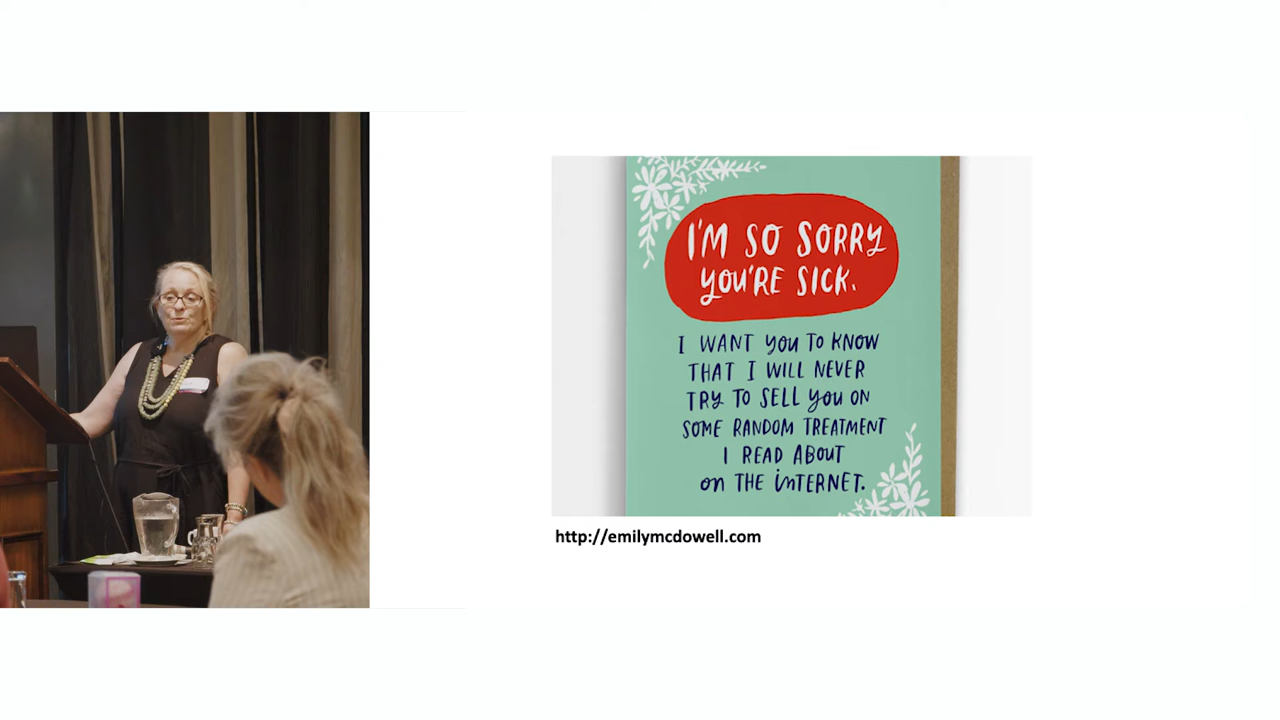 I'M SO SORRY
YOU'RE SICK.
I WANT YOU TO KNOW
THAT I WILL NEVER
TRY TO SELL YOU ON
SOME RANDOM TREATMENT
I READ ABOUT
ON THE INTERNET.
http://emilymcdowell.com